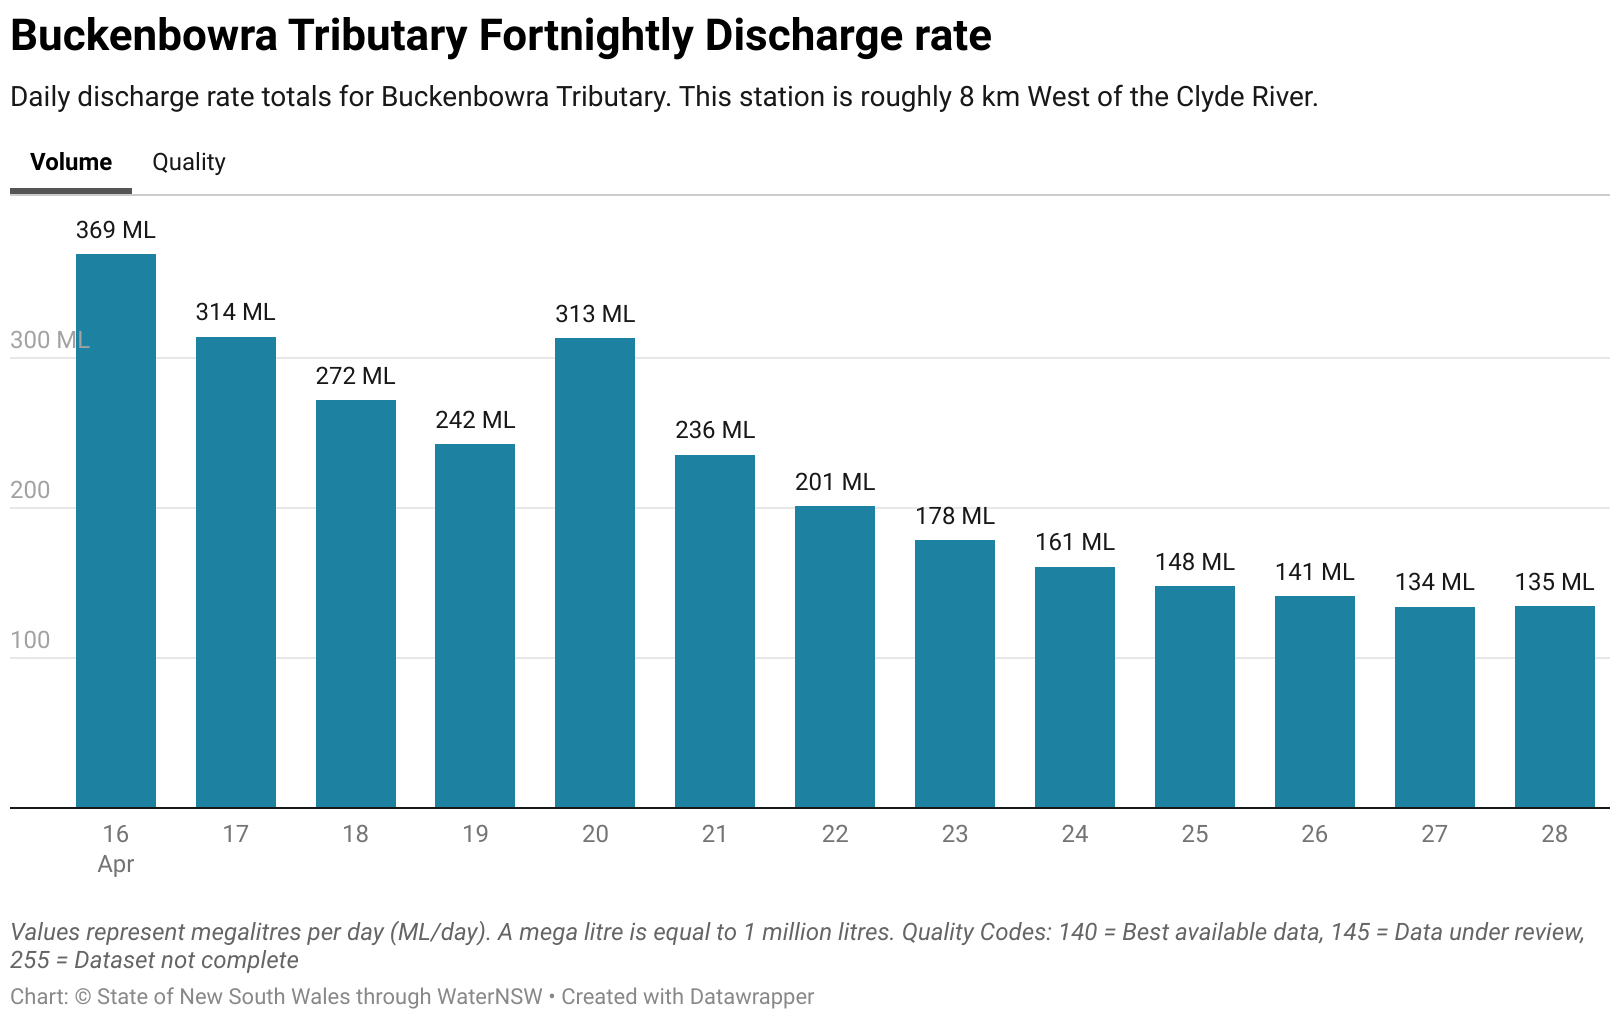 Buckenbowra Tributary Fortnightly Discharge rate
Daily discharge rate totals for Buckenbowra Tributary. This station is roughly 8 km West of the Clyde River.
Volume Quality
369 ML
314 ML
313 ML
300 ML
272 ML
242 ML
236 ML
201 ML
200
178 ML
161 ML
148 ML
141 ML
134 ML
135 ML
100
16 17 18 19 20 21 22 23 24 25 26 27 28
Apr
Values represent megalitres per day (ML/day). A mega litre is equal to 1 million litres. Quality Codes: 140 = Best available data, 145 = Data under review,
255 = Dataset not complete
Chart: © State of New South Wales through WaterNSW • Created with Datawrapper